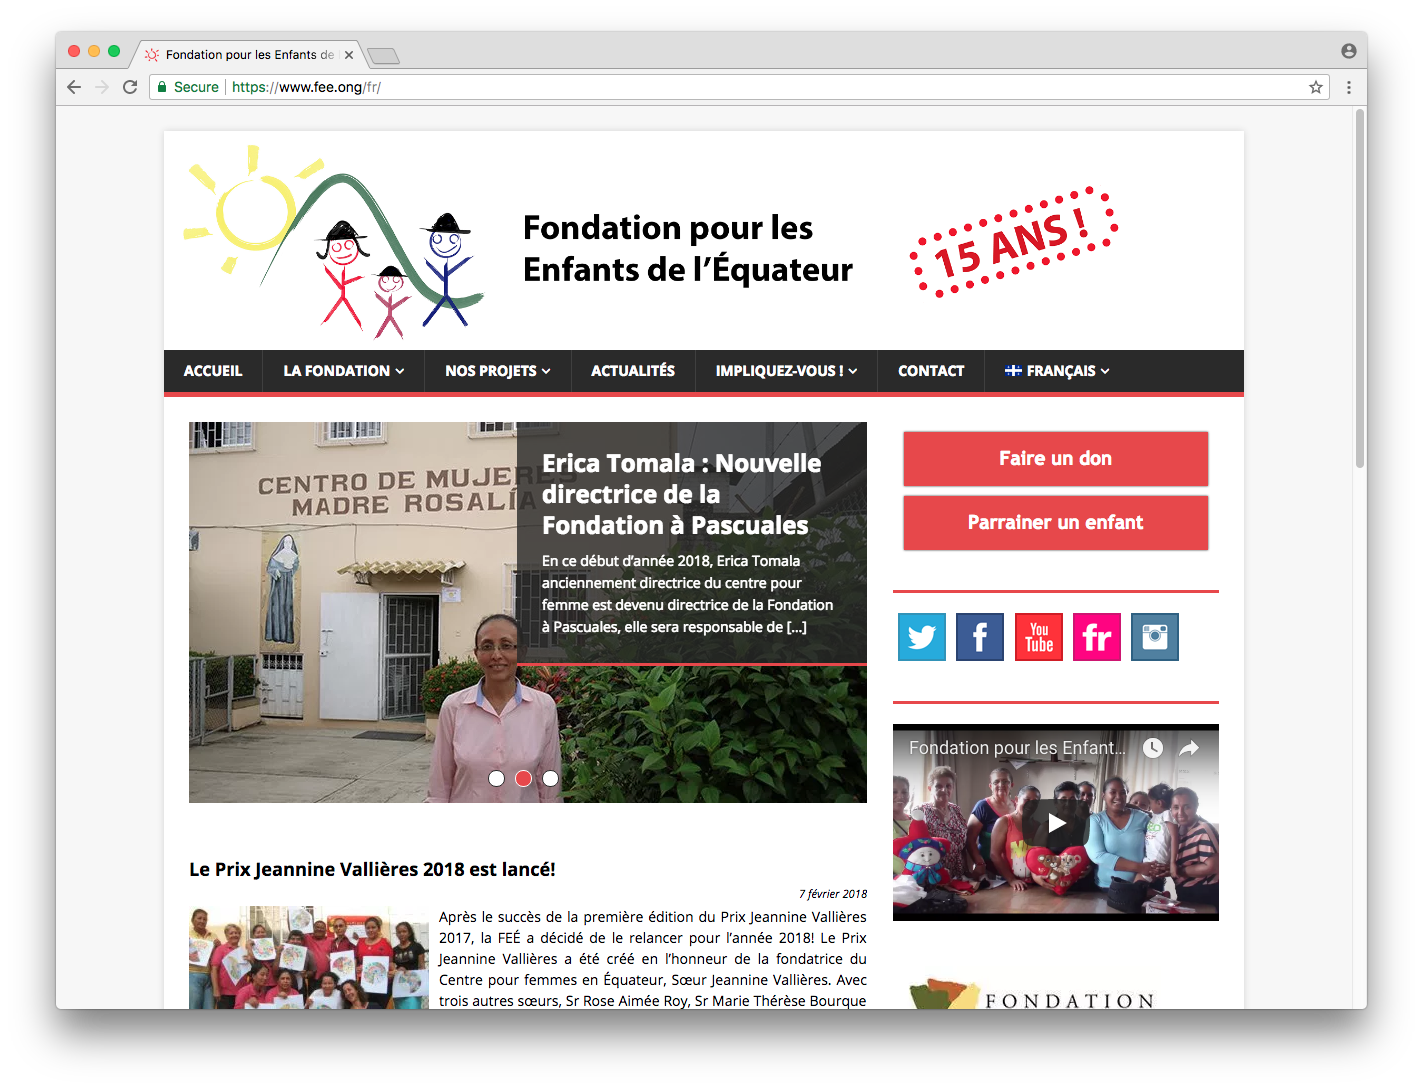 Fondation pour les Enfants de
Secure
https://www.fee.ong/fr/
Fondation pour les
Enfants de l’Équateur
15 ANS !
ACCUEIL
LA FONDATION
NOS PROJETS
ACTUALITÉS
IMPLIQUEZ-VOUS !
CONTACT
FRANÇAIS
CENTRO DE MUJERES
MADRE ROSALÍA
Erica Tomala : Nouvelle
directrice de la
Fondation à Pascuales
En ce début d’année 2018, Erica Tomala
anciennement directrice du centre pour
femme est devenu directrice de la Fondation
à Pascuales, elle sera responsable de [...]
Faire un don
Parrainer un enfant
f
You
Tube
fr
Fondation pour les Enfant...
Le Prix Jeannine Vallières 2018 est lancé!
7 février 2018
Après le succès de la première édition du Prix Jeannine Vallières
2017, la FEÉ a décidé de le relancer pour l’année 2018! Le Prix
Jeannine Vallières a été créé en l’honneur de la fondatrice du
Centre pour femmes en Équateur, Sœur Jeannine Vallières. Avec
trois autres sœurs, Sr Rose Aimée Roy, Sr Marie Thérèse Bourque
FONDATION